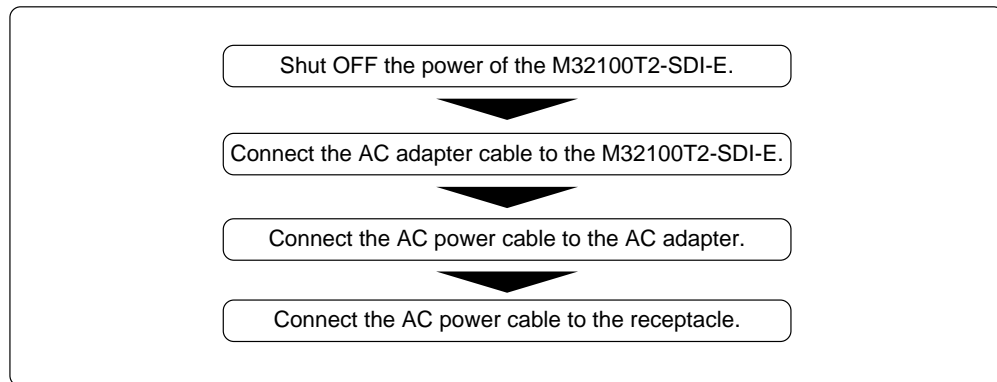 Shut OFF the power of the M32100T2-SDI-E.
Connect the AC adapter cable to the M32100T2-SDI-E.
Connect the AC power cable to the AC adapter.
Connect the AC power cable to the receptacle.